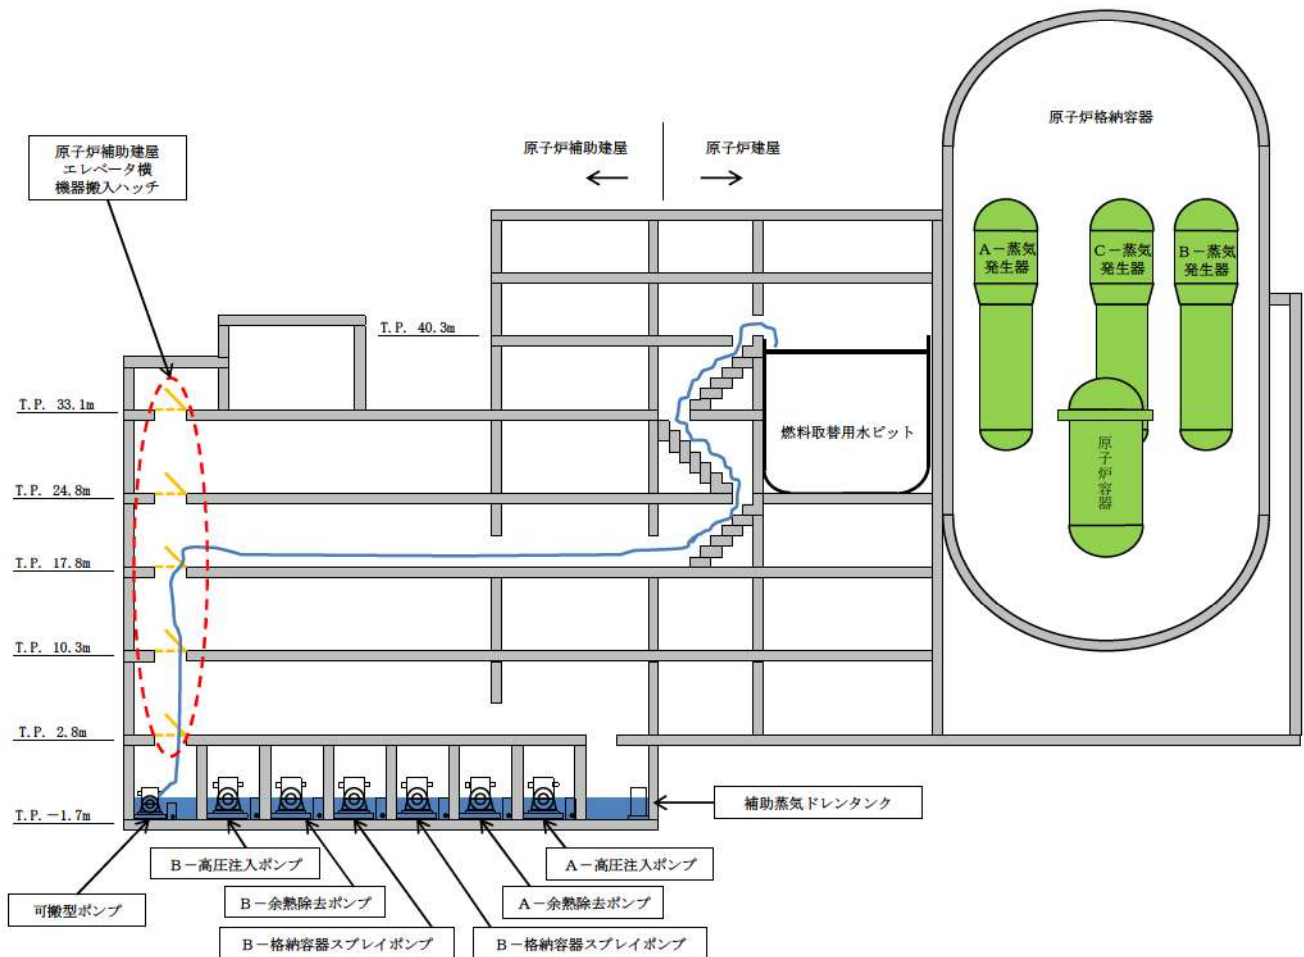 原子炉格納容器
原子炉補助建屋
エレベータ横
機器搬入ハッチ
原子炉補助建屋
原子炉建屋
A-蒸気
発生器
C-蒸気
発生器
B-蒸気
発生器
T.P. 40.3m
T.P. 33.1m
燃料取替用水ピット
原子炉容器
T.P. 24.8m
T.P. 17.8m
T.P. 10.3m
T.P. 2.8m
T.P. -1.7m
補助蒸気ドレンタンク
B-高圧注入ポンプ
A-高圧注入ポンプ
可搬型ポンプ
B-余熱除去ポンプ
A-余熱除去ポンプ
B-格納容器スプレイポンプ
B-格納容器スプレイポンプ